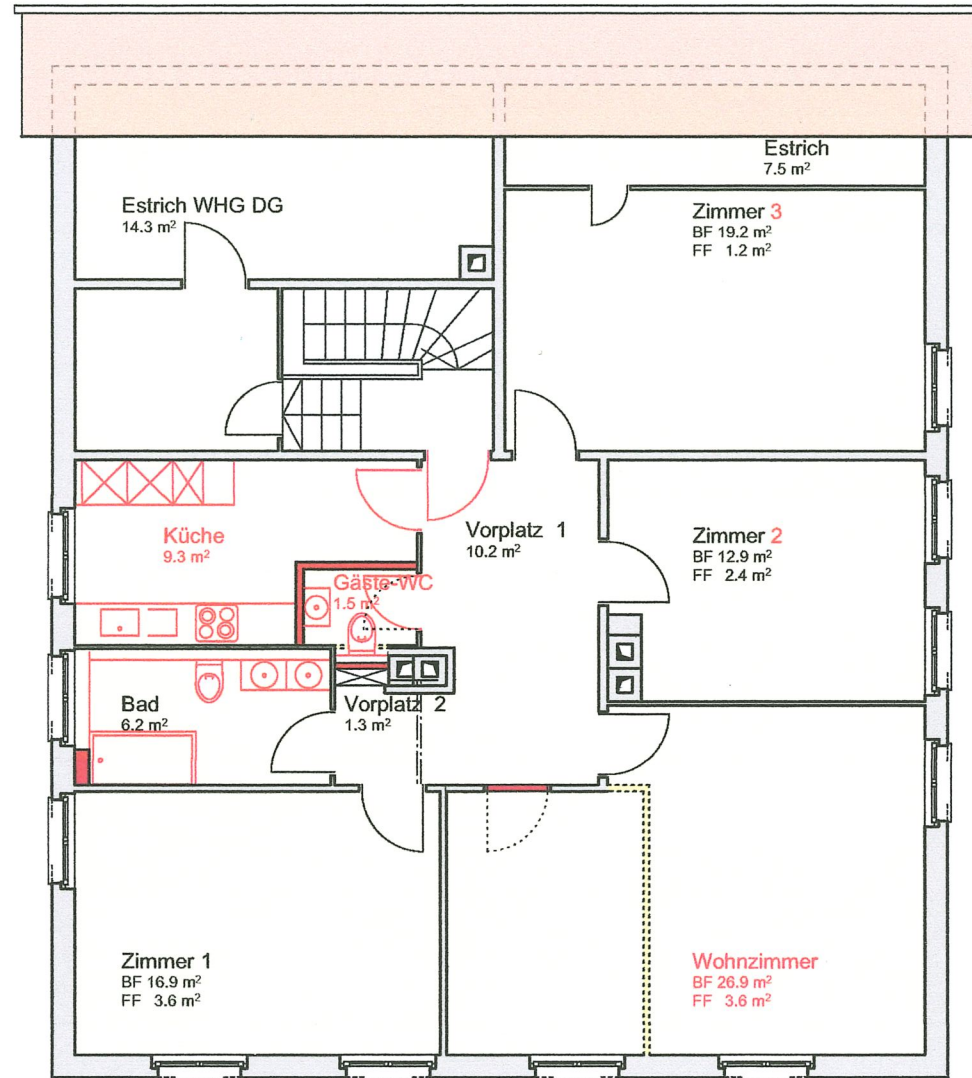 Estrich
7.5 m²
Estrich WHG DG
14.3 m²
Zimmer 3
BF 19.2 m²
FF 1.2 m²
Küche
9.3 m²
Vorplatz 1
10.2 m²
Zimmer 2
BF 12.9 m²
FF 2.4 m²
Gäste-WC
1.5 m²
Bad
6.2 m²
Vorplatz 2
1.3 m²
Zimmer 1
BF 16.9 m²
FF 3.6 m²
Wohnzimmer
BF 26.9 m²
FF 3.6 m²